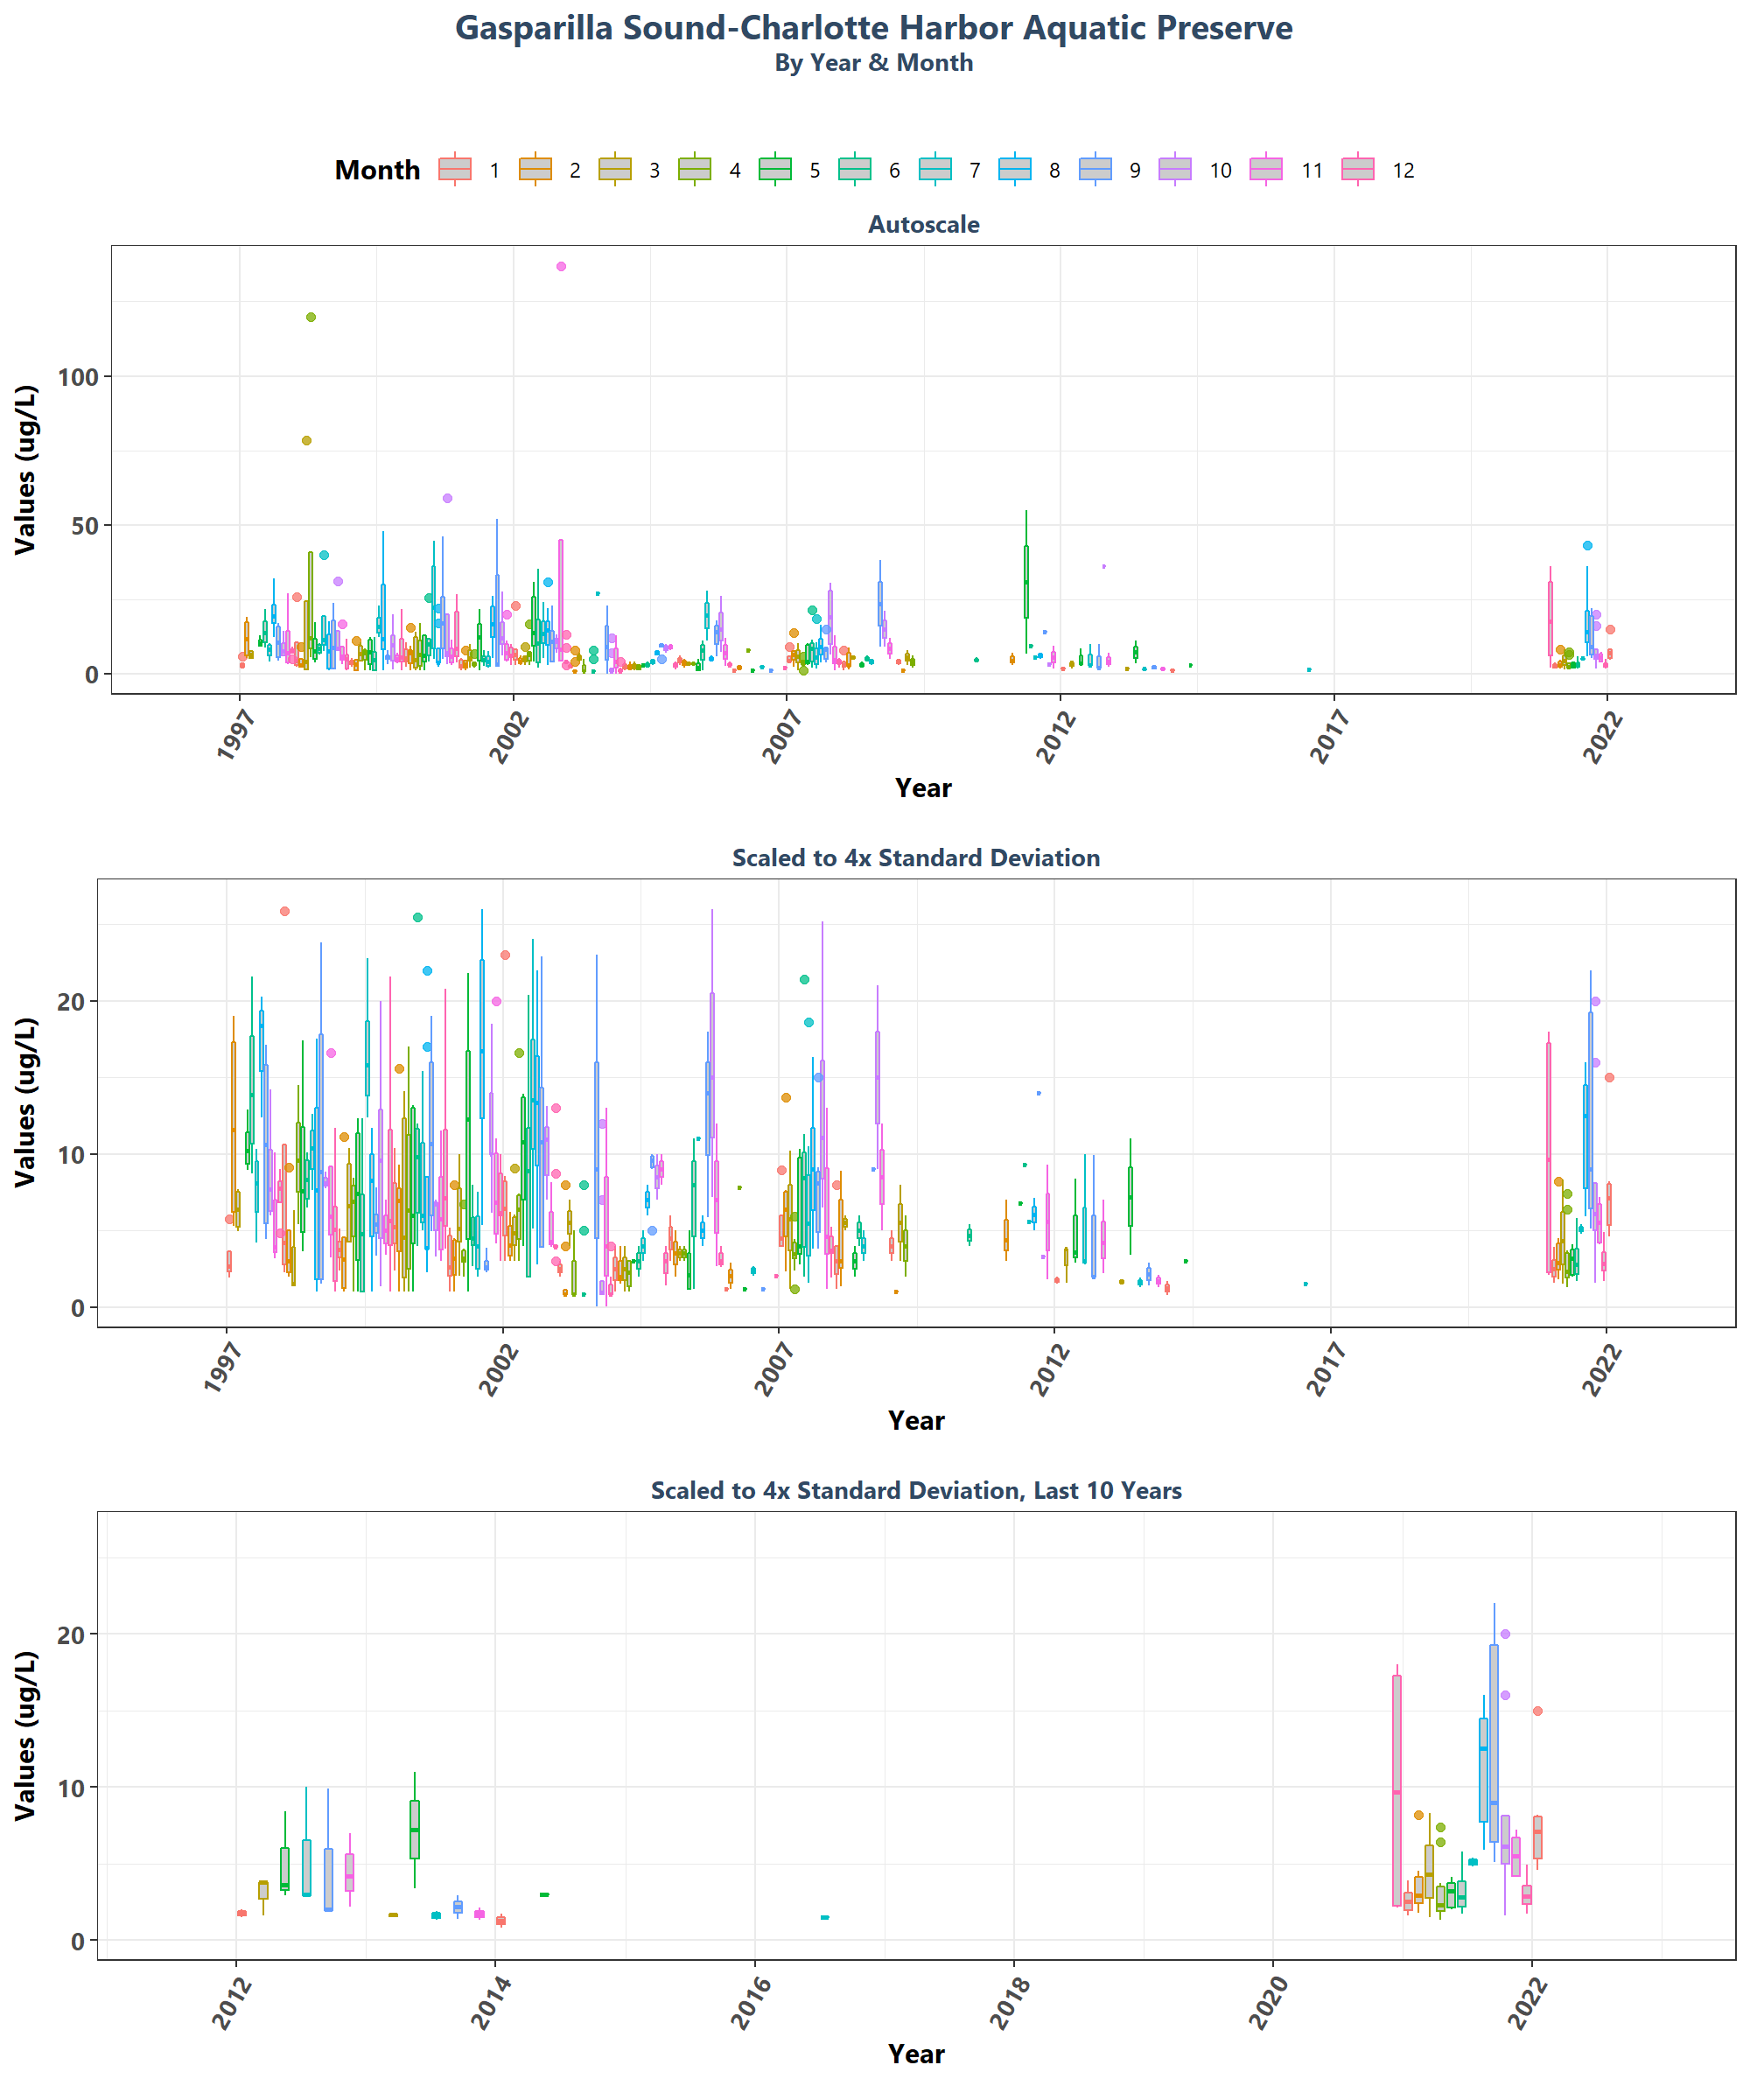 Gasparilla Sound-Charlotte Harbor Aquatic Preserve
By Year & Month
Month 1 2 3 4 5 6 7 8 9 10 11 12
Autoscale
Values (ug/L)
100
50
0
1997 2002 2007 2012 2017 2022
Year
Scaled to 4x Standard Deviation
Values (ug/L)
20
10
0
1997 2002 2007 2012 2017 2022
Year
Scaled to 4x Standard Deviation, Last 10 Years
Values (ug/L)
20
10
0
2012 2014 2016 2018 2020 2022
Year